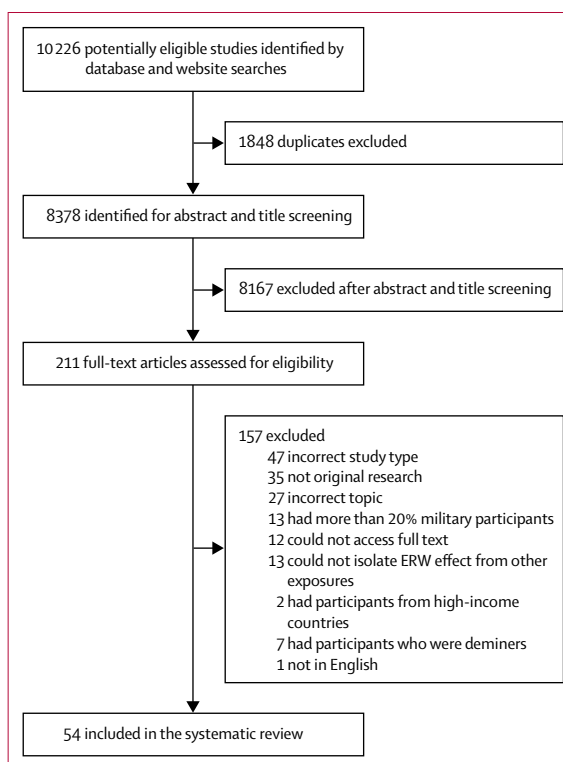 10 226 potentially eligible studies identified by
database and website searches
1848 duplicates excluded
8378 identified for abstract and title screening
8167 excluded after abstract and title screening
211 full-text articles assessed for eligibility
157 excluded
47 incorrect study type
35 not original research
27 incorrect topic
13 had more than 20% military participants
12 could not access full text
13 could not isolate ERW effect from other
exposures
2 had participants from high-income
countries
7 had participants who were deminers
1 not in English
54 included in the systematic review